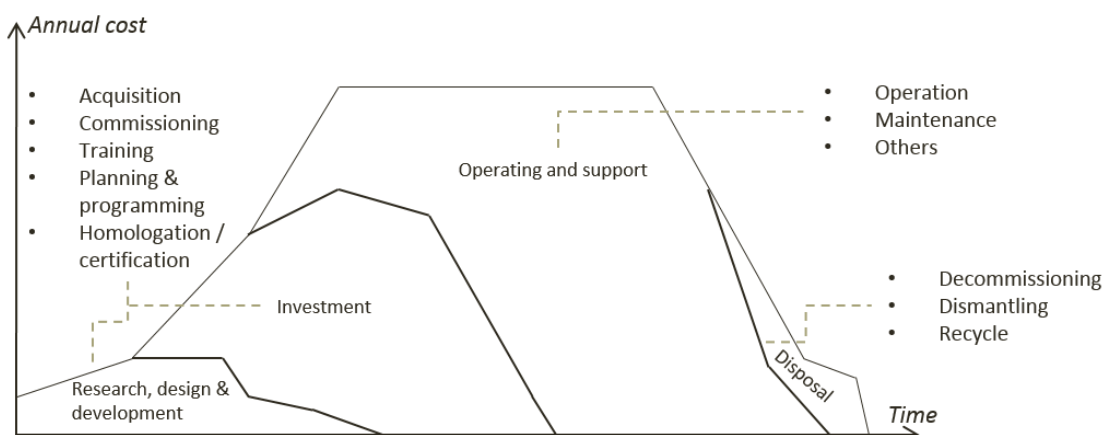 Annual cost
• Acquisition
• Commissioning
• Training
• Planning &
programming
• Homologation /
certification
• Operation
• Maintenance
• Others
Operating and support
Investment
• Decommissioning
• Dismantling
• Recycle
Research, design &
development
Disposal
Time